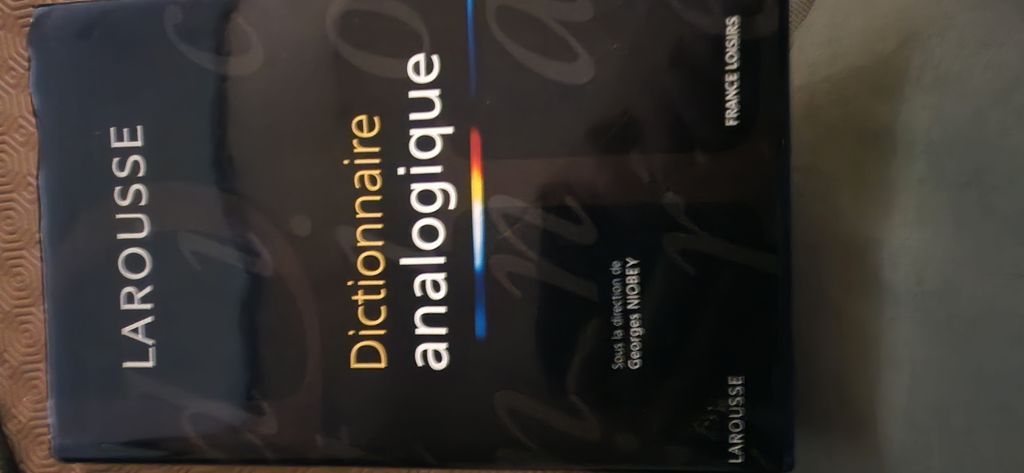 LAROUSSE
Dictionnaire
analogique
Sous la direction de
Georges NIOBEY
LAROUSSE
FRANCE LOISIRS